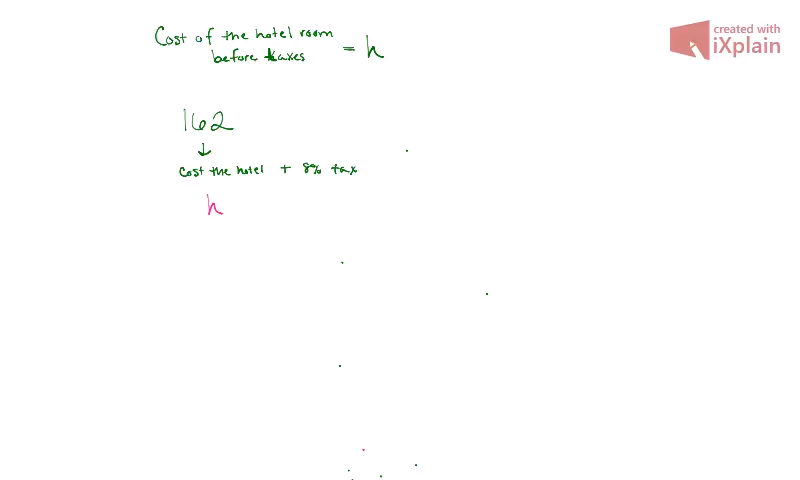 Cost of the hotel room
before taxes = h
created with
iXplain
162
↓
Cost the hotel + 8% tax
h